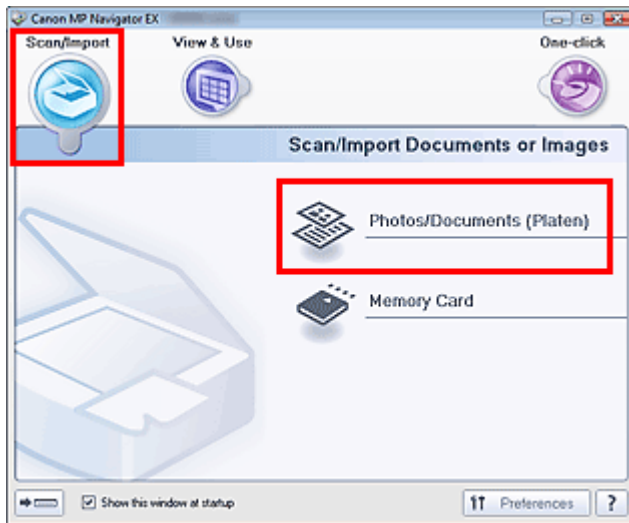 Canon MP Navigator EX
Scan/Import
View & Use
One-click
Scan/Import Documents or Images
Photos/Documents (Platen)
Memory Card
Show this window at startup
Preferences
?